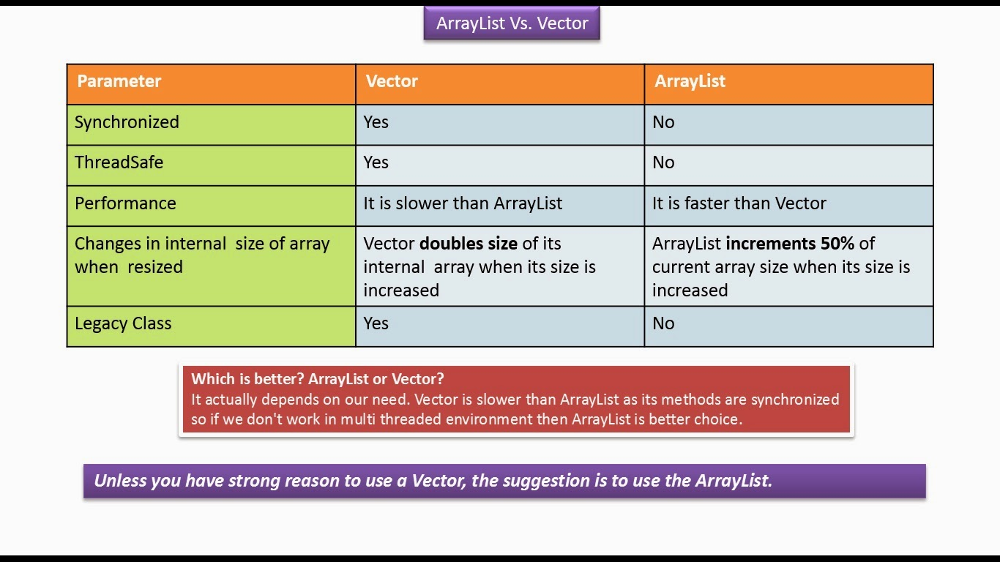 ArrayList Vs. Vector
Parameter
Vector
ArrayList
Synchronized
Yes
No
ThreadSafe
Yes
No
Performance
It is slower than ArrayList
It is faster than Vector
Changes in internal  size of array
when  resized
Vector doubles size of its
internal  array when its size is
increased
ArrayList increments 50% of
current array size when its size is
increased
Legacy Class
Yes
No
Which is better? ArrayList or Vector?
It actually depends on our need. Vector is slower than ArrayList as its methods are synchronized
so if we don't work in multi threaded environment then ArrayList is better choice.
Unless you have strong reason to use a Vector, the suggestion is to use the ArrayList.